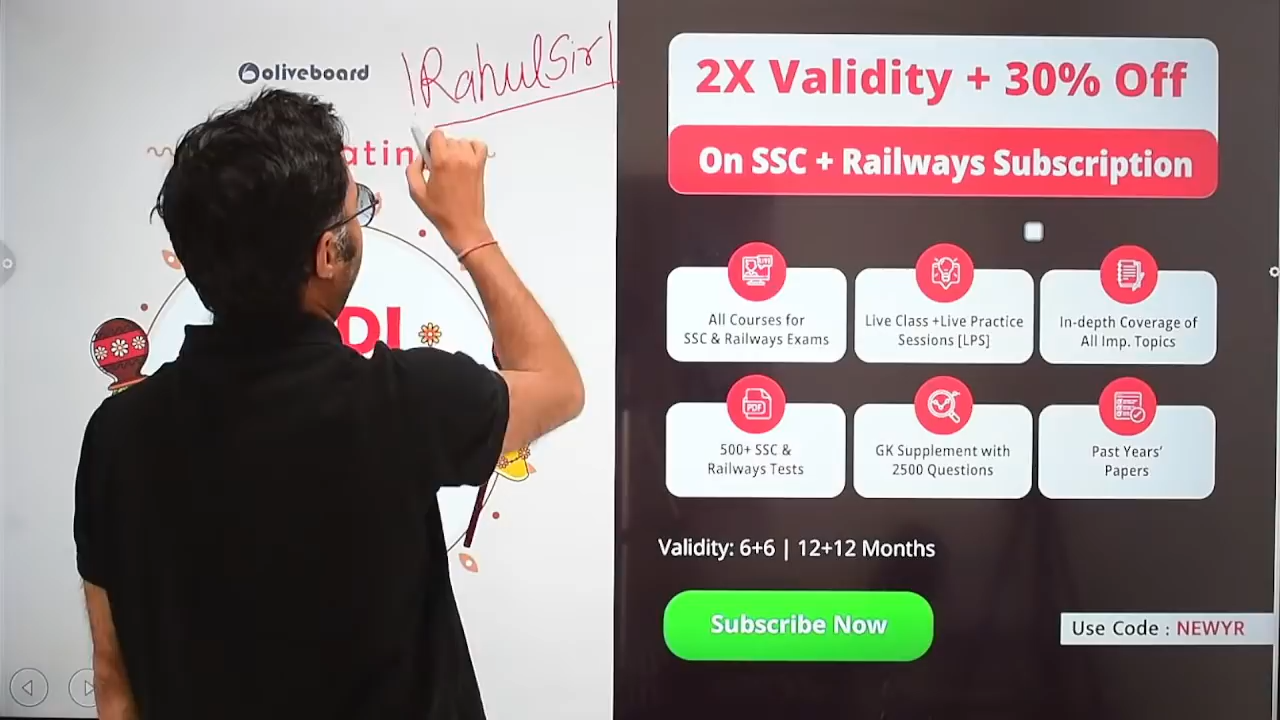 oliveboard
|RahulSir|
2X Validity + 30% Off
On SSC + Railways Subscription
All Courses for
SSC & Railways Exams
Live Class +Live Practice
Sessions [LPS]
In-depth Coverage of
All Imp. Topics
PDF
500+ SSC &
Railways Tests
GK Supplement with
2500 Questions
Past Years'
Papers
Validity: 6+6 | 12+12 Months
Subscribe Now
Use Code : NEWYR